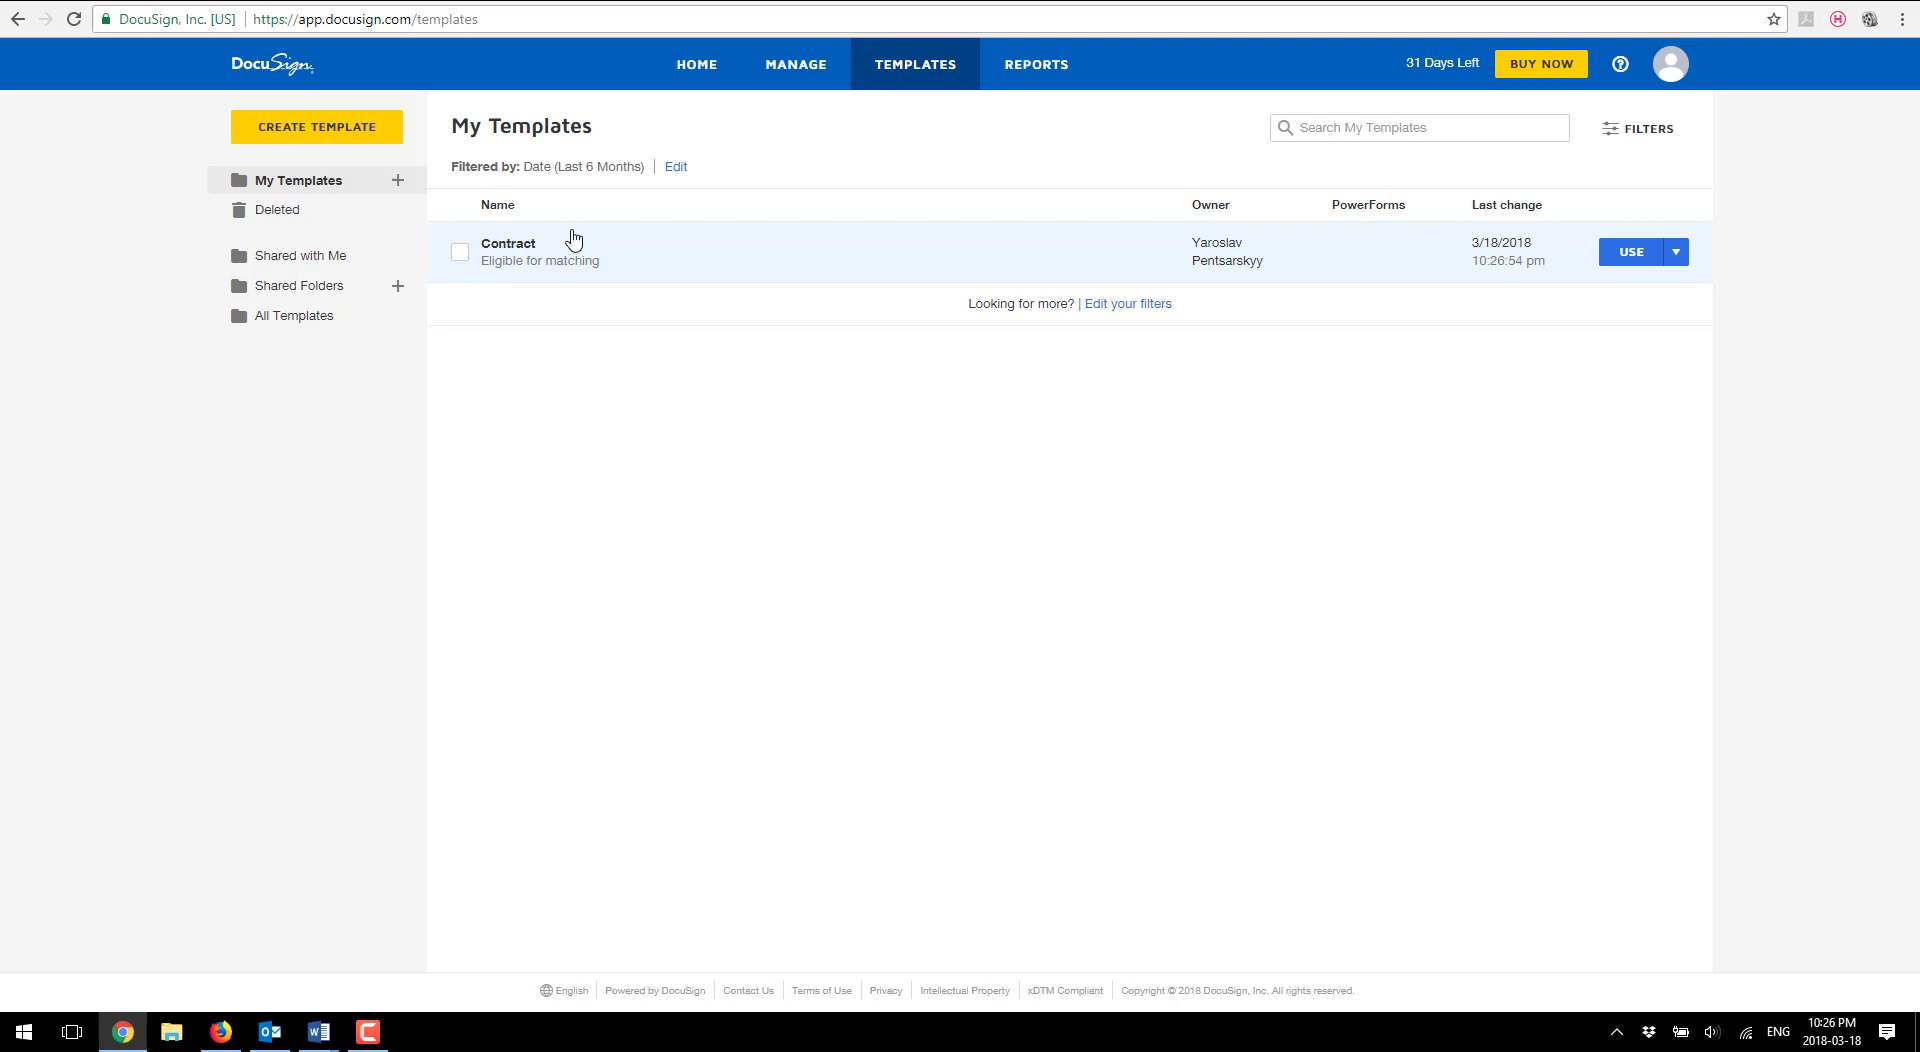 DocuSign, Inc. [US] https://app.docusign.com/templates
DocuSign
HOME
MANAGE
TEMPLATES
REPORTS
31 Days Left
BUY NOW
CREATE TEMPLATE
My Templates
Deleted
Shared with Me
Shared Folders
All Templates
My Templates
Search My Templates
FILTERS
Filtered by: Date (Last 6 Months) | Edit
Name Owner PowerForms Last change
Contract
Eligible for matching
Yaroslav
Pentsarskyy
3/18/2018
10:26:54 pm
USE
Looking for more? | Edit your filters
English Powered by DocuSign Contact Us Terms of Use Privacy Intellectual Property xDTM Compliant Copyright © 2018 DocuSign, Inc. All rights reserved.
ENG
10:26 PM
2018-03-18